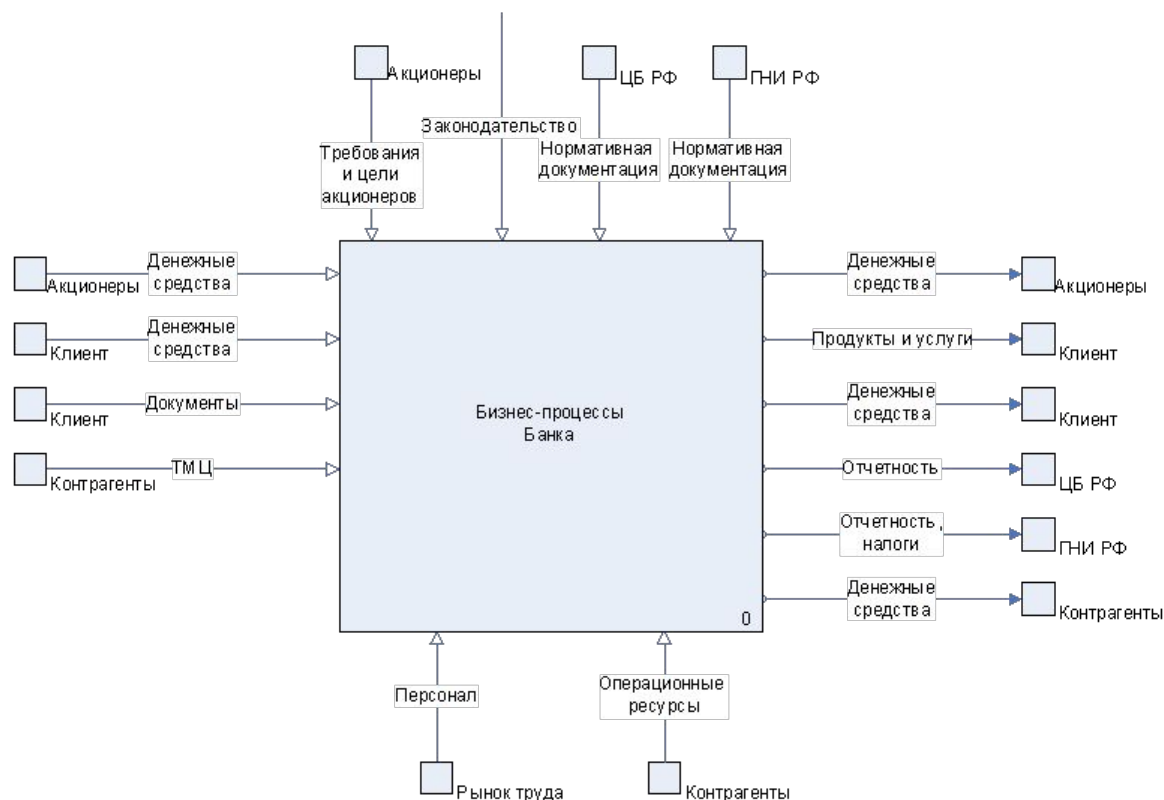 Акционеры
ЦБ РФ
ГНИ РФ
Законодательство
Требования
и цели
акционеров
Нормативная
документация
Нормативная
документация
Денежные
средства
Акционеры
Денежные
средства
Клиент
Документы
Клиент
ТМЦ
Контрагенты
Бизнес-процессы
Банка
0
Денежные
средства
Акционеры
Продукты и услуги
Клиент
Денежные
средства
Клиент
Отчетность
ЦБ РФ
Отчетность,
налоги
ГНИ РФ
Денежные
средства
Контрагенты
Персонал
Рынок труда
Операционные
ресурсы
Контрагенты